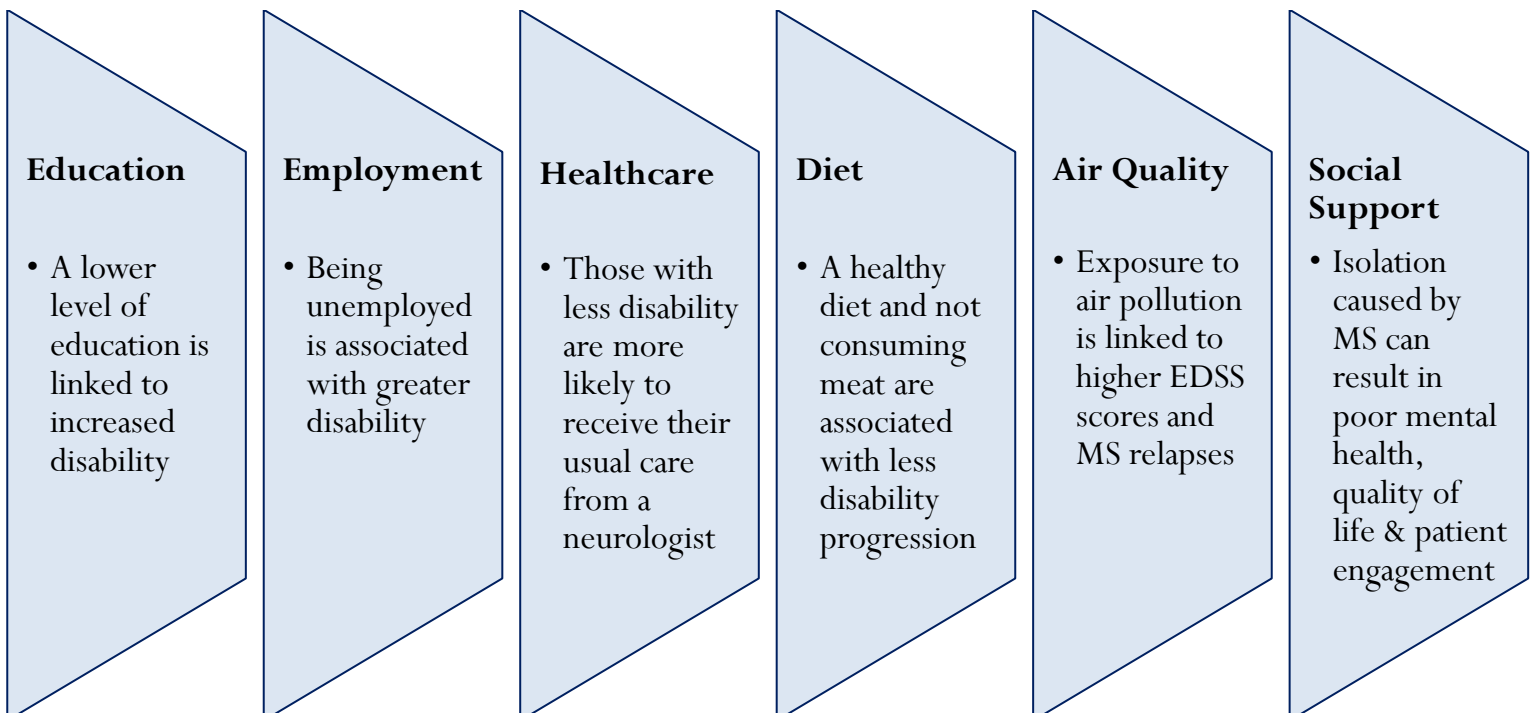 Education
• A lower
level of
education is
linked to
increased
disability
Employment
• Being
unemployed
is associated
with greater
disability
Healthcare
• Those with
less disability
are more
likely to
receive their
usual care
from a
neurologist
Diet
• A healthy
diet and not
consuming
meat are
associated
with less
disability
progression
Air Quality
• Exposure to
air pollution
is linked to
higher EDSS
scores and
MS relapses
Social
Support
• Isolation
caused by
MS can
result in
poor mental
health,
quality of
life & patient
engagement